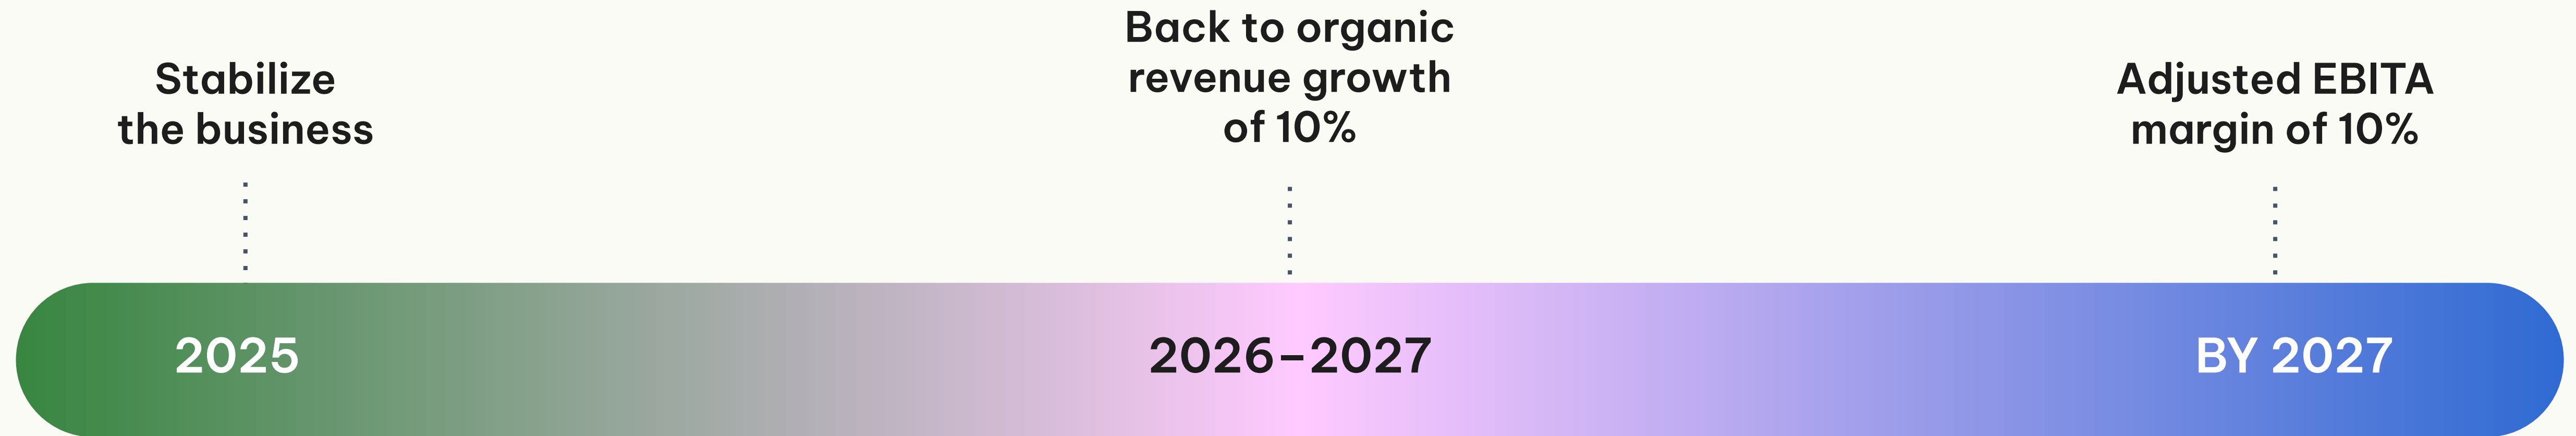 Stabilize
the business
Back to organic
revenue growth
of 10%
Adjusted EBITA
margin of 10%
2025
2026–2027
BY 2027